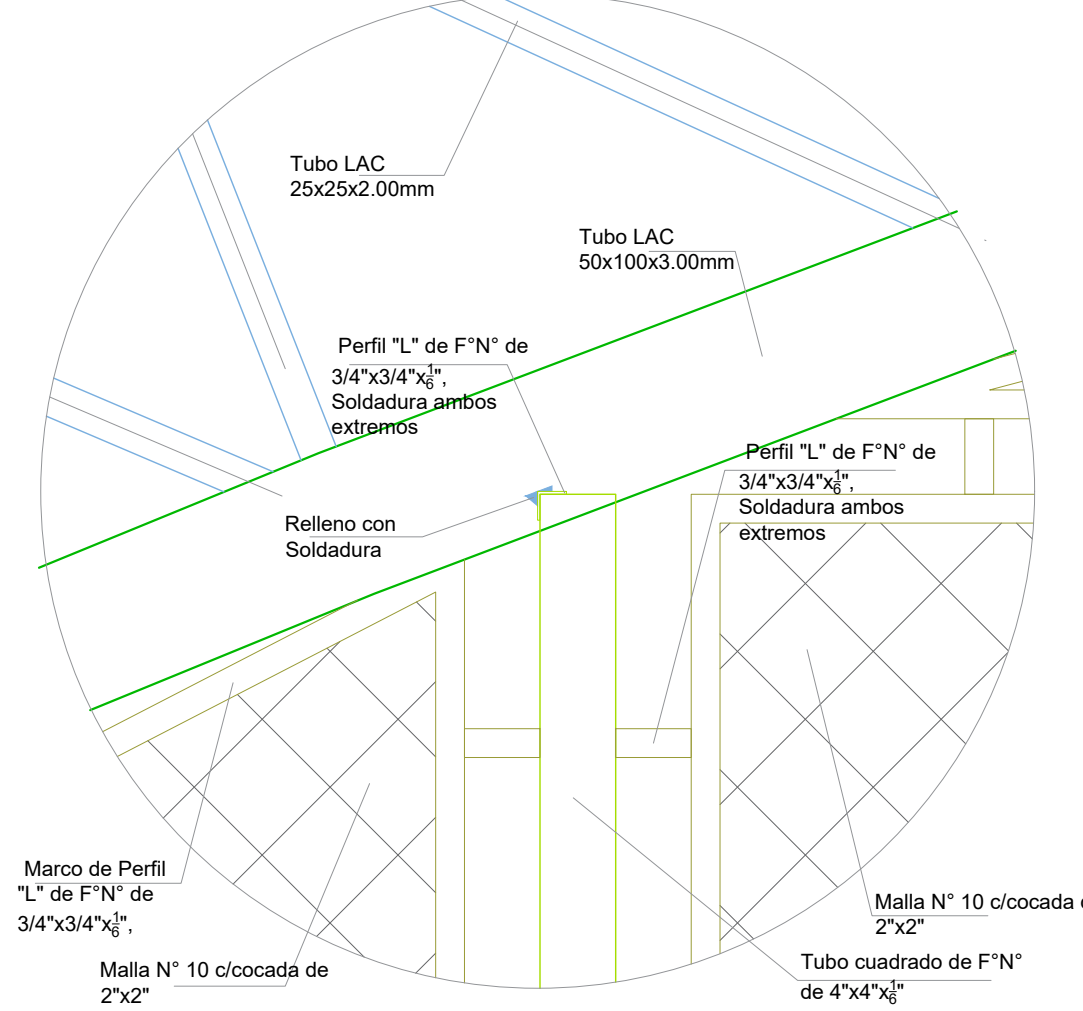 Tubo LAC
25x25x2.00mm
Tubo LAC
50x100x3.00mm
Perfil "L" de F°N° de
3/4"x3/4"x1/6",
Soldadura ambos
extremos
Perfil "L" de F°N° de
3/4"x3/4"x1/6",
Soldadura ambos
extremos
Relleno con
Soldadura
Marco de Perfil
"L" de F°N° de
3/4"x3/4"x1/6",
Malla N° 10 c/cocada de
2"x2"
Malla N° 10 c/cocada
2"x2"
Tubo cuadrado de F°N°
de 4"x4"x1/6"